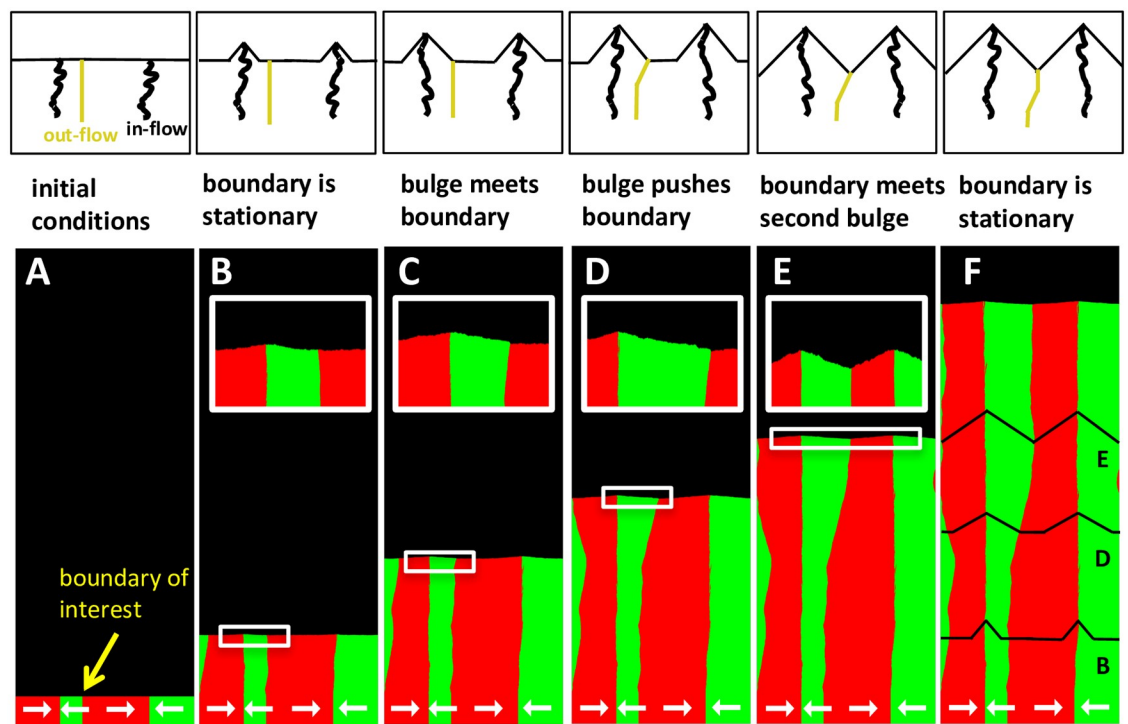 out-flow
in-flow
initial
conditions
boundary is
stationary
bulge meets
boundary
bulge pushes
boundary
boundary meets
second bulge
boundary is
stationary
A
B
C
D
E
F
boundary of
interest
E
D
B